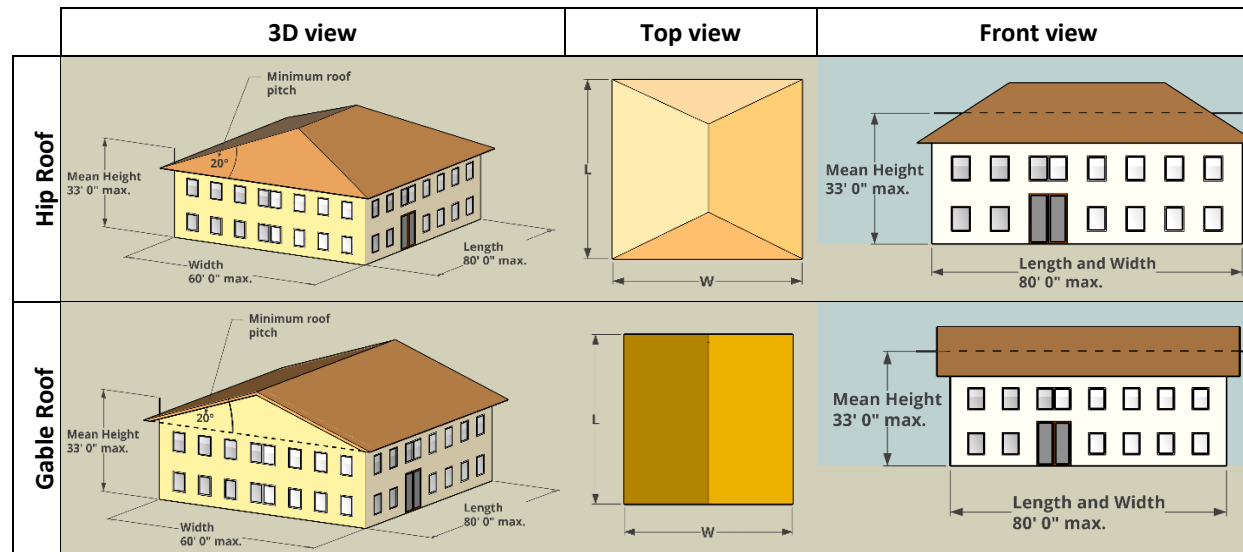 3D view
Top view
Front view
Hip Roof
Minimum roof
pitch
20°
Mean Height
33' 0" max.
Width
60' 0" max.
Length
80' 0" max.
L
W
Mean Height
33' 0" max.
Length and Width
80' 0" max.
Gable Roof
Minimum roof
pitch
20°
Mean Height
33' 0" max.
Width
60' 0" max.
Length
80' 0" max.
L
W
Mean Height
33' 0" max.
Length and Width
80' 0" max.